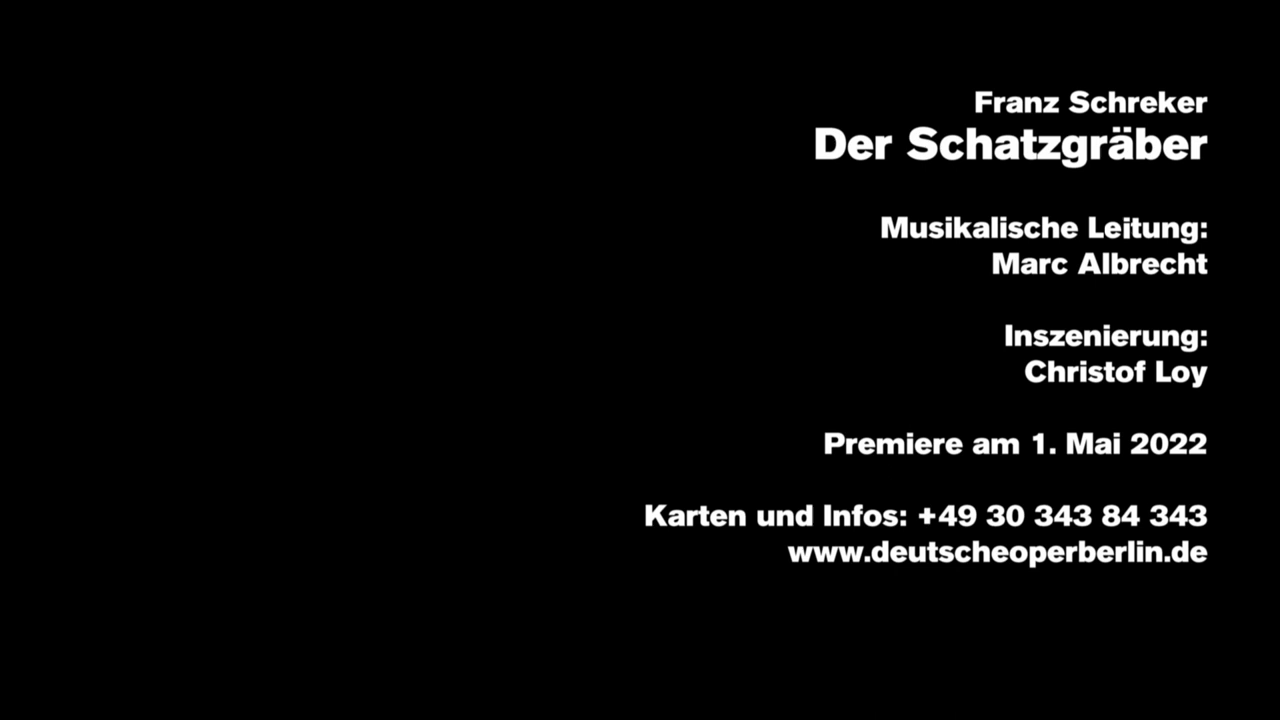 Franz Schreker
Der Schatzgräber
Musikalische Leitung:
Marc Albrecht
Inszenierung:
Christof Loy
Premiere am 1. Mai 2022
Karten und Infos: +49 30 343 84 343
www.deutscheoperberlin.de